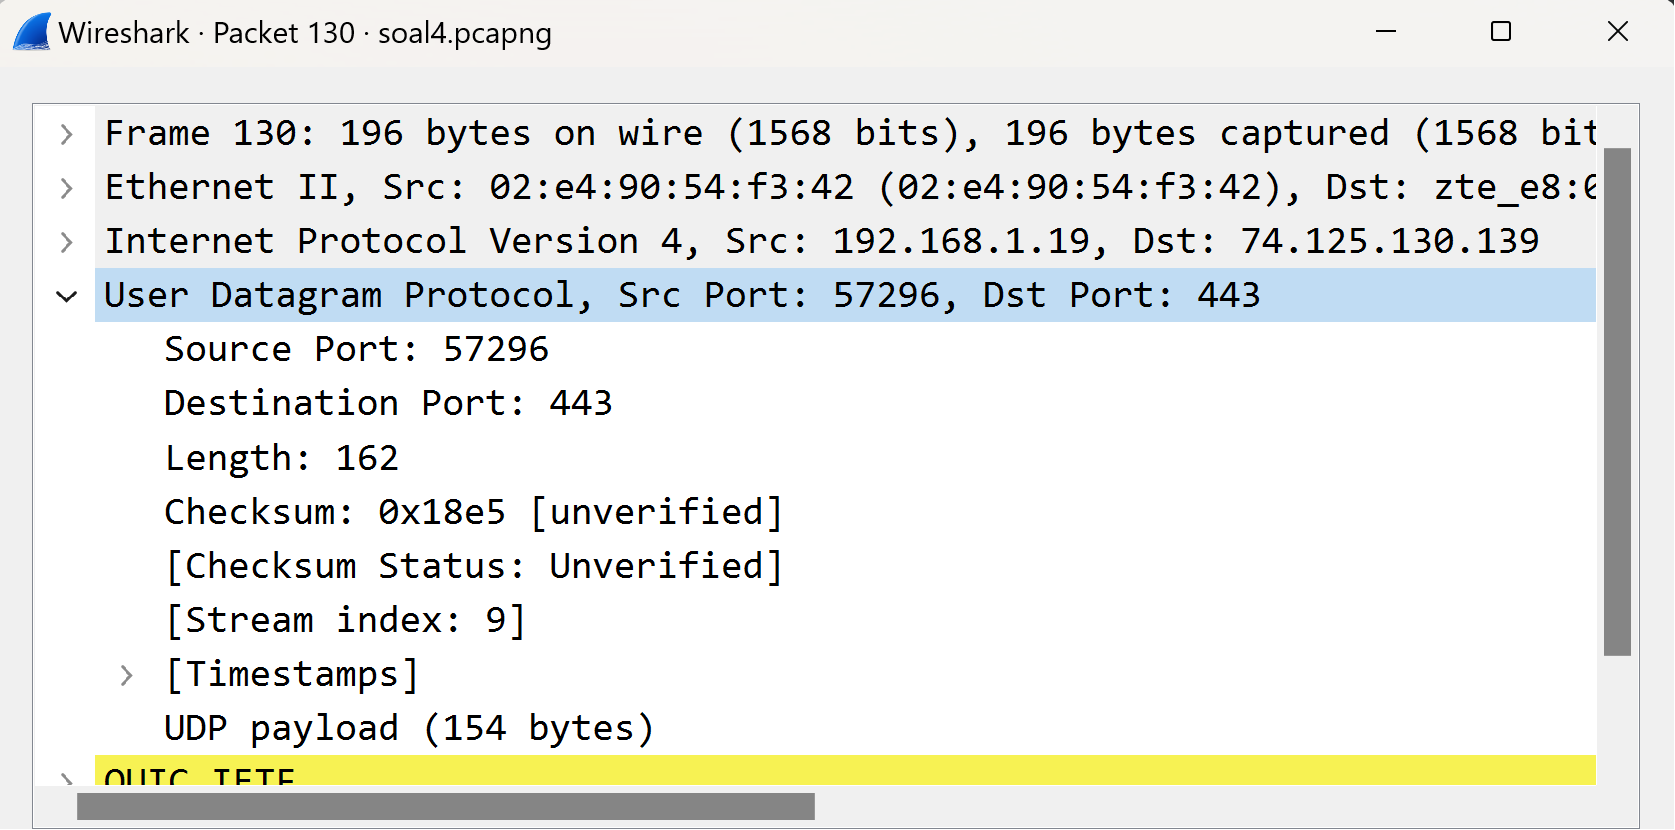 Wireshark · Packet 130 · soal4.pcapng
Frame 130: 196 bytes on wire (1568 bits), 196 bytes captured (1568 bit
Ethernet II, Src: 02:e4:90:54:f3:42 (02:e4:90:54:f3:42), Dst: zte_e8:0
Internet Protocol Version 4, Src: 192.168.1.19, Dst: 74.125.130.139
User Datagram Protocol, Src Port: 57296, Dst Port: 443
Source Port: 57296
Destination Port: 443
Length: 162
Checksum: 0x18e5 [unverified]
[Checksum Status: Unverified]
[Stream index: 9]
[Timestamps]
UDP payload (154 bytes)
QUIC IETF